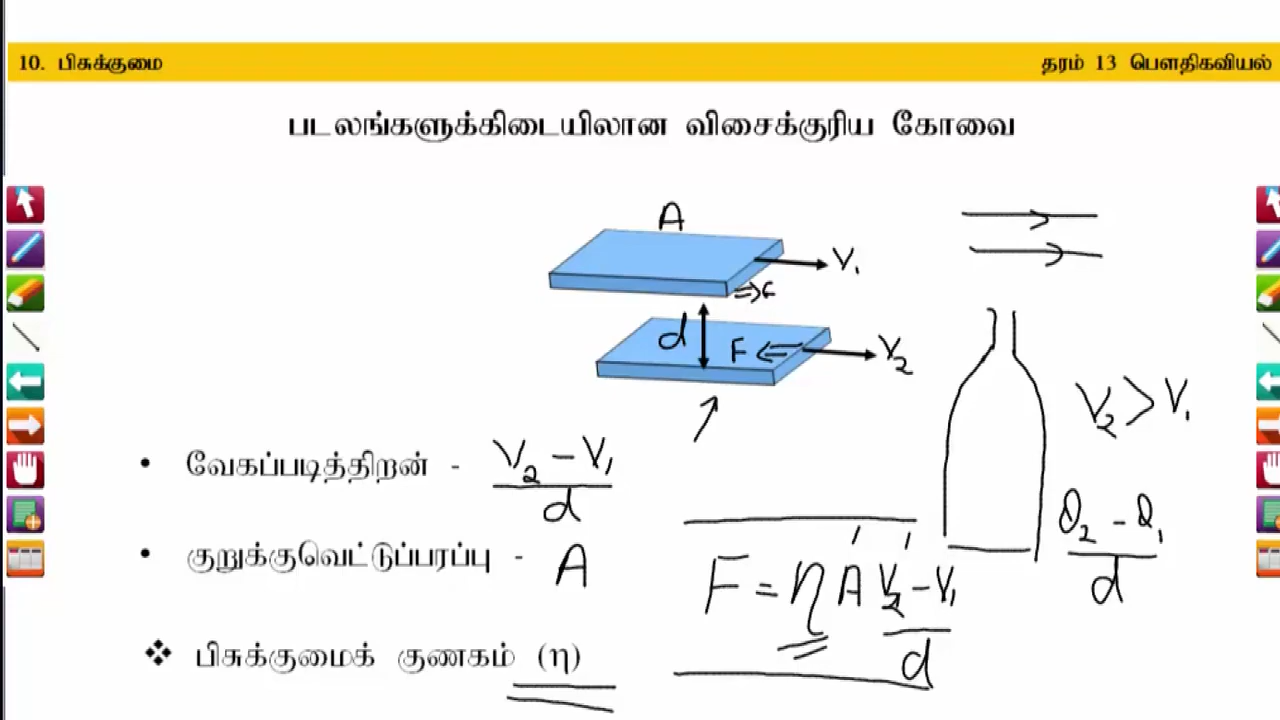 10. பிசுக்குமை
தரம் 13 பௌதிகவியல்
படலங்களுக்கிடையிலான விசைக்குரிய கோவை
A
V₁
F
d
F
V₂
V₂ > V₁
• வேகப்படித்திறன் - V₂ - V₁ / d
θ₂ - θ₁ / d
• குறுக்குவெட்டுப்பரப்பு - A
F = η A V₂ - V₁ / d
❖ பிசுக்குமைக் குணகம் (η)